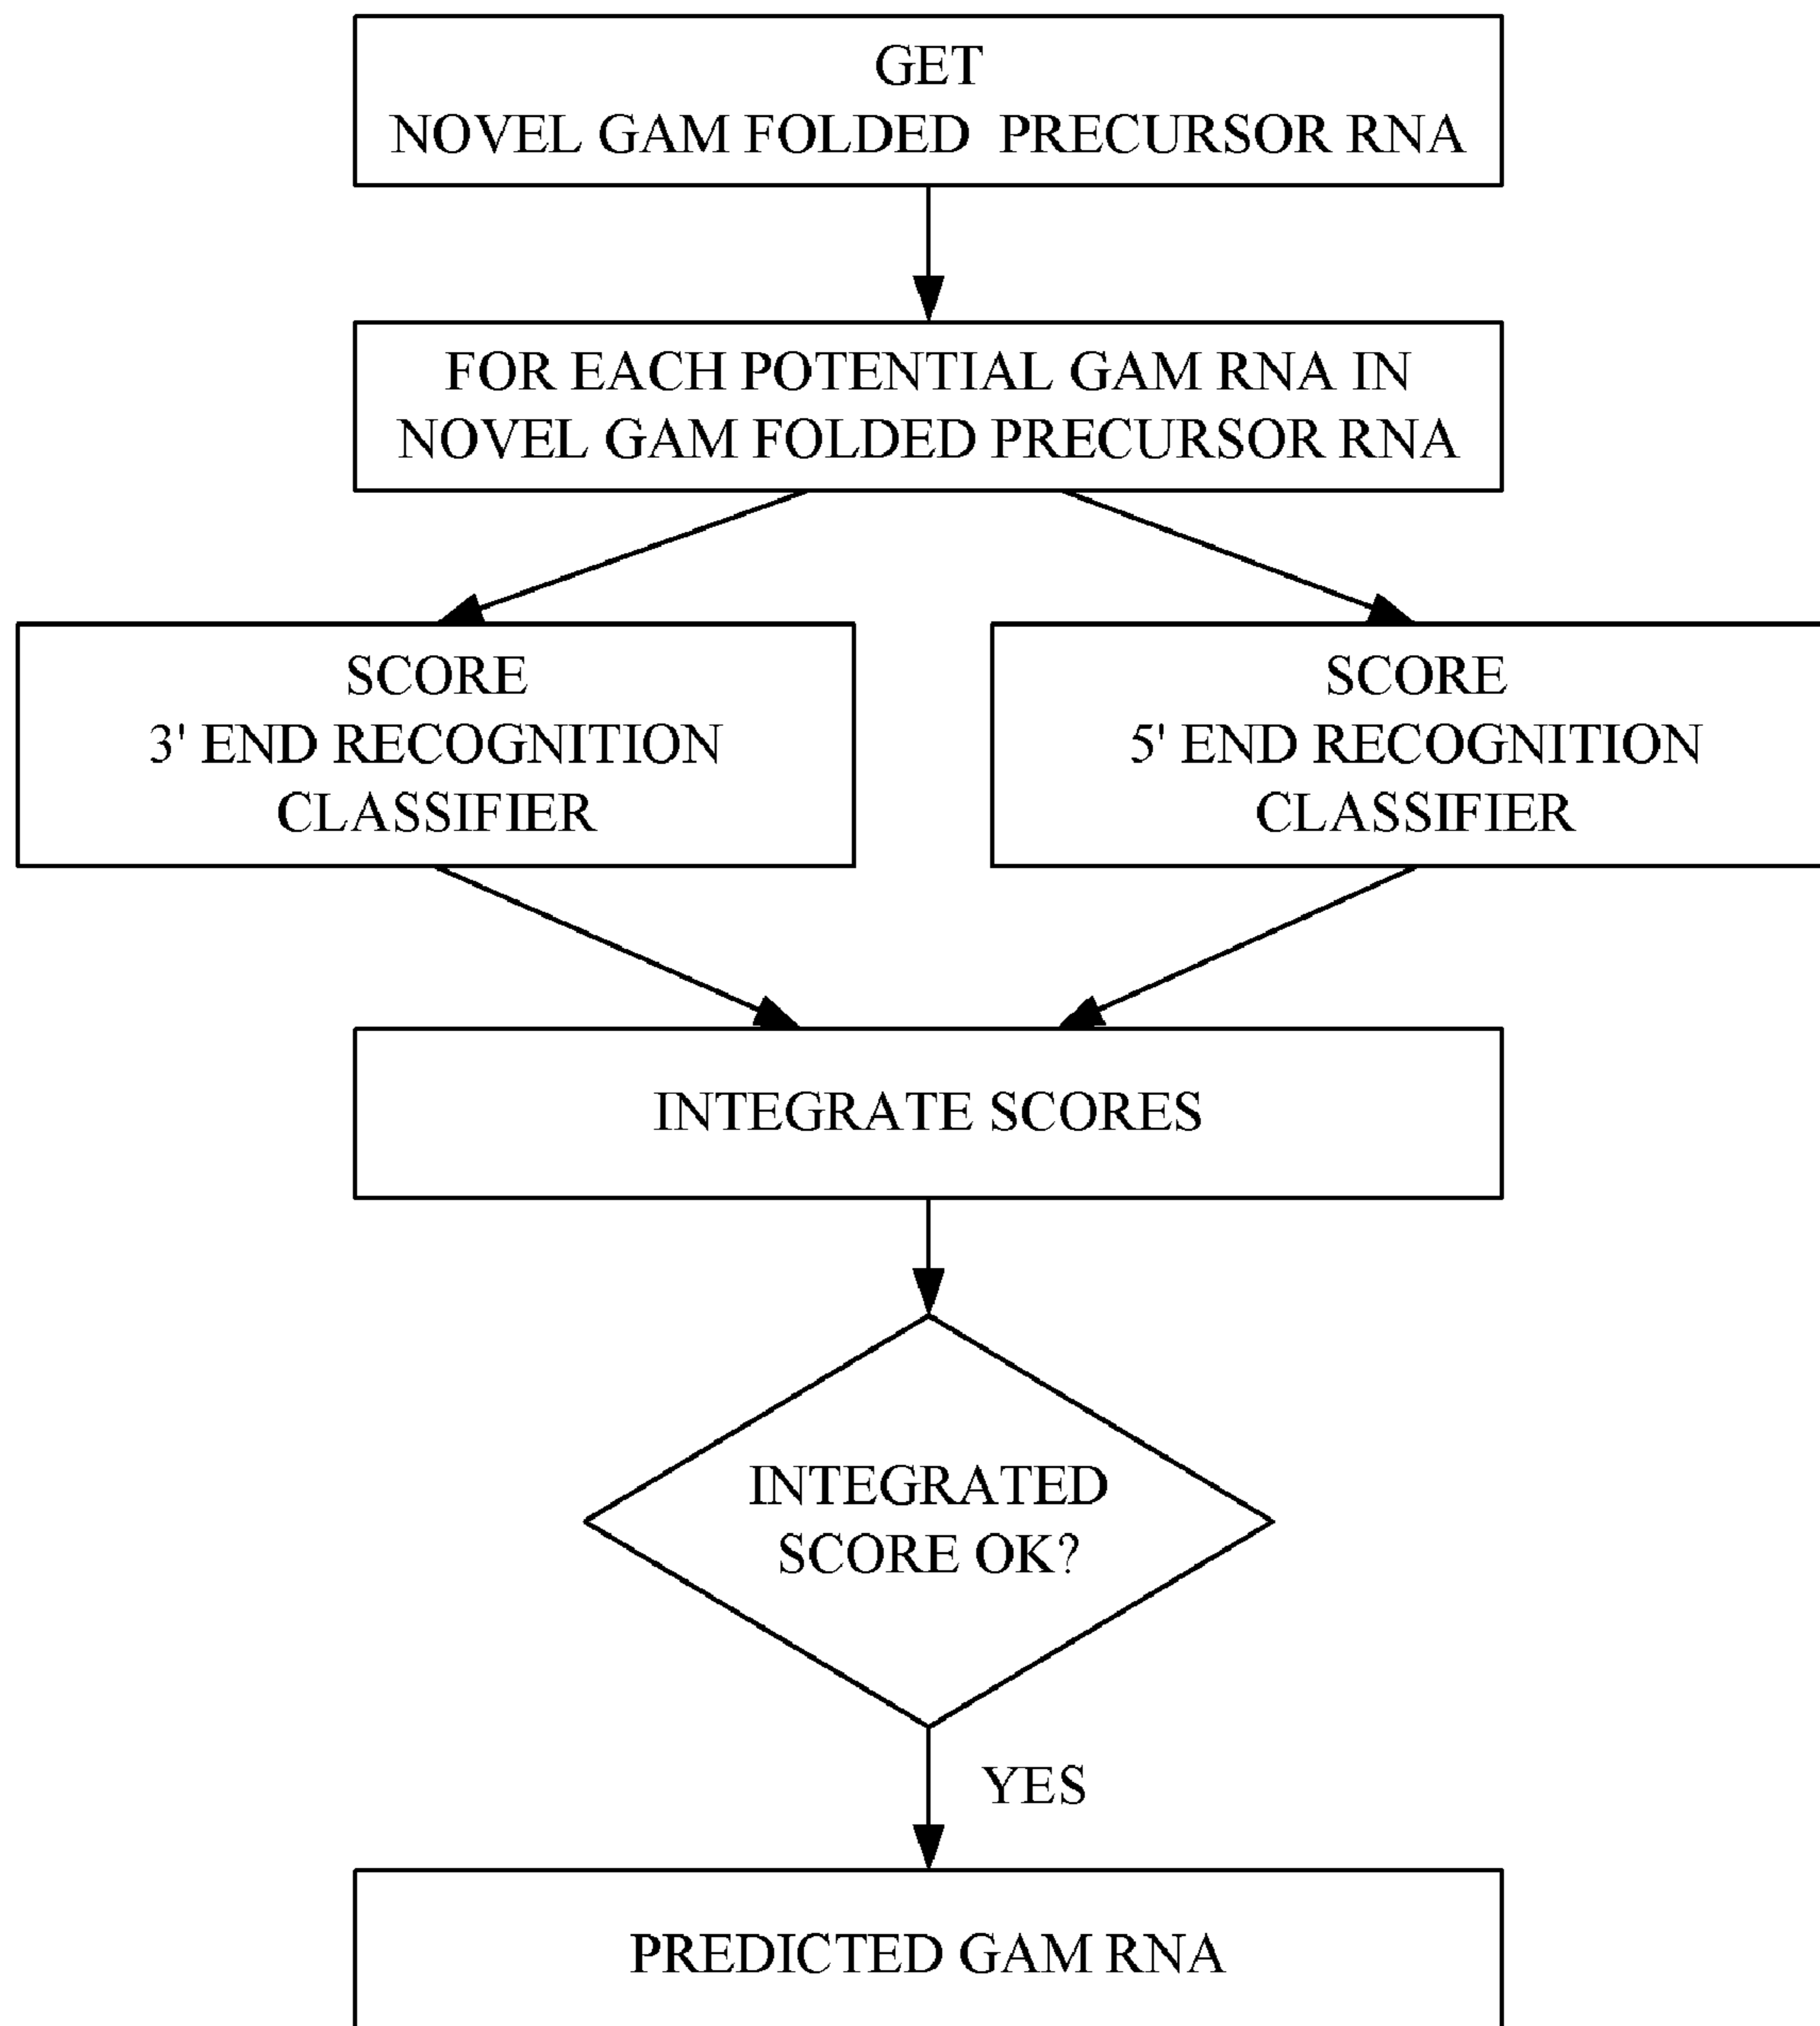 GET
NOVEL GAM FOLDED PRECURSOR RNA
FOR EACH POTENTIAL GAM RNA IN
NOVEL GAM FOLDED PRECURSOR RNA
SCORE
3' END RECOGNITION
CLASSIFIER
SCORE
5' END RECOGNITION
CLASSIFIER
INTEGRATE SCORES
INTEGRATED
SCORE OK?
YES
PREDICTED GAM RNA